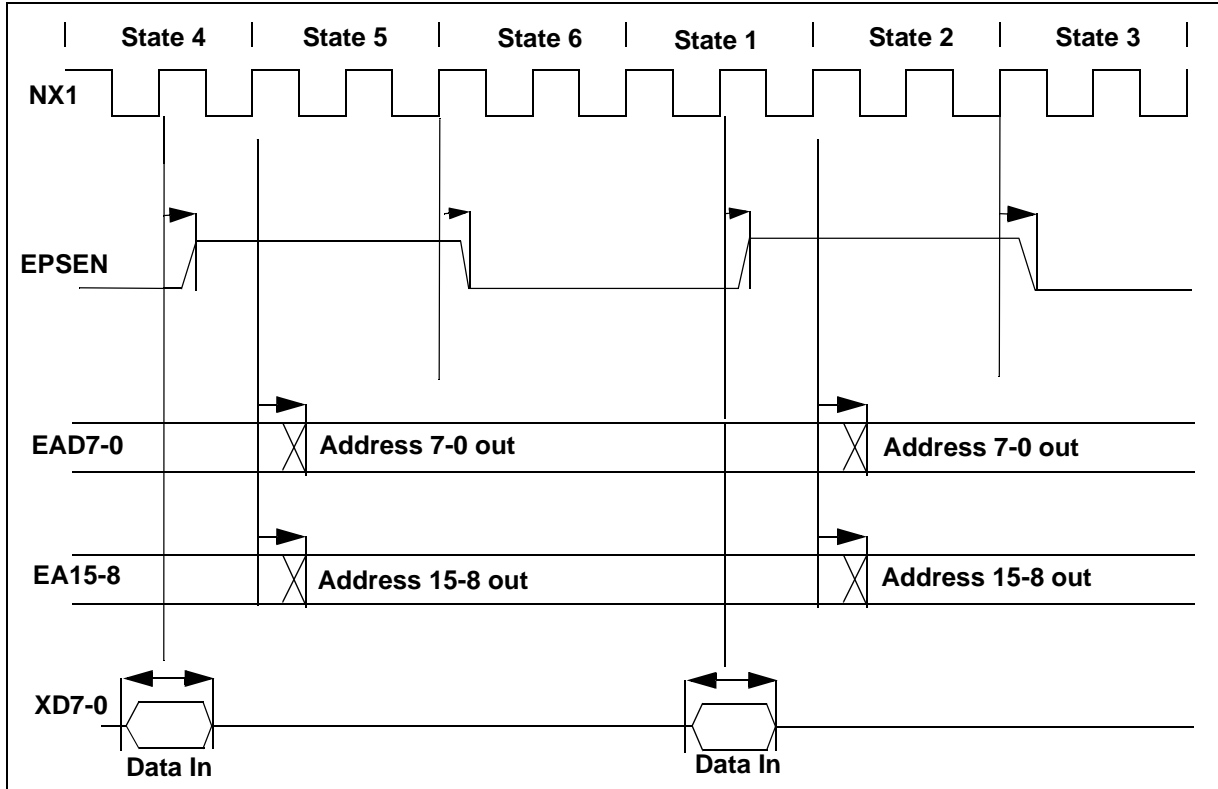 State 4 State 5 State 6 State 1 State 2 State 3
NX1
EPSEN
EAD7-0 Address 7-0 out Address 7-0 out
EA15-8 Address 15-8 out Address 15-8 out
XD7-0
Data In Data In